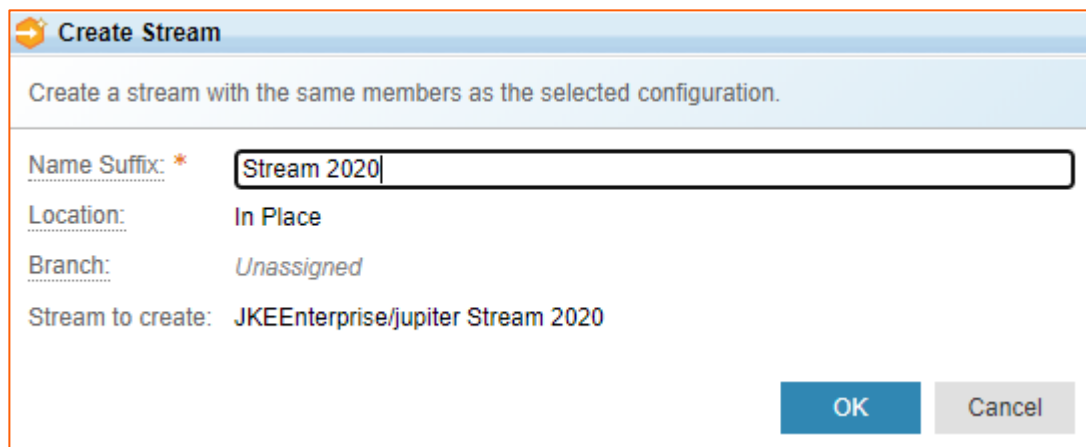 Create Stream
Create a stream with the same members as the selected configuration.
Name Suffix: * Stream 2020
Location: In Place
Branch: Unassigned
Stream to create: JKEEnterprise/jupiter Stream 2020
OK Cancel